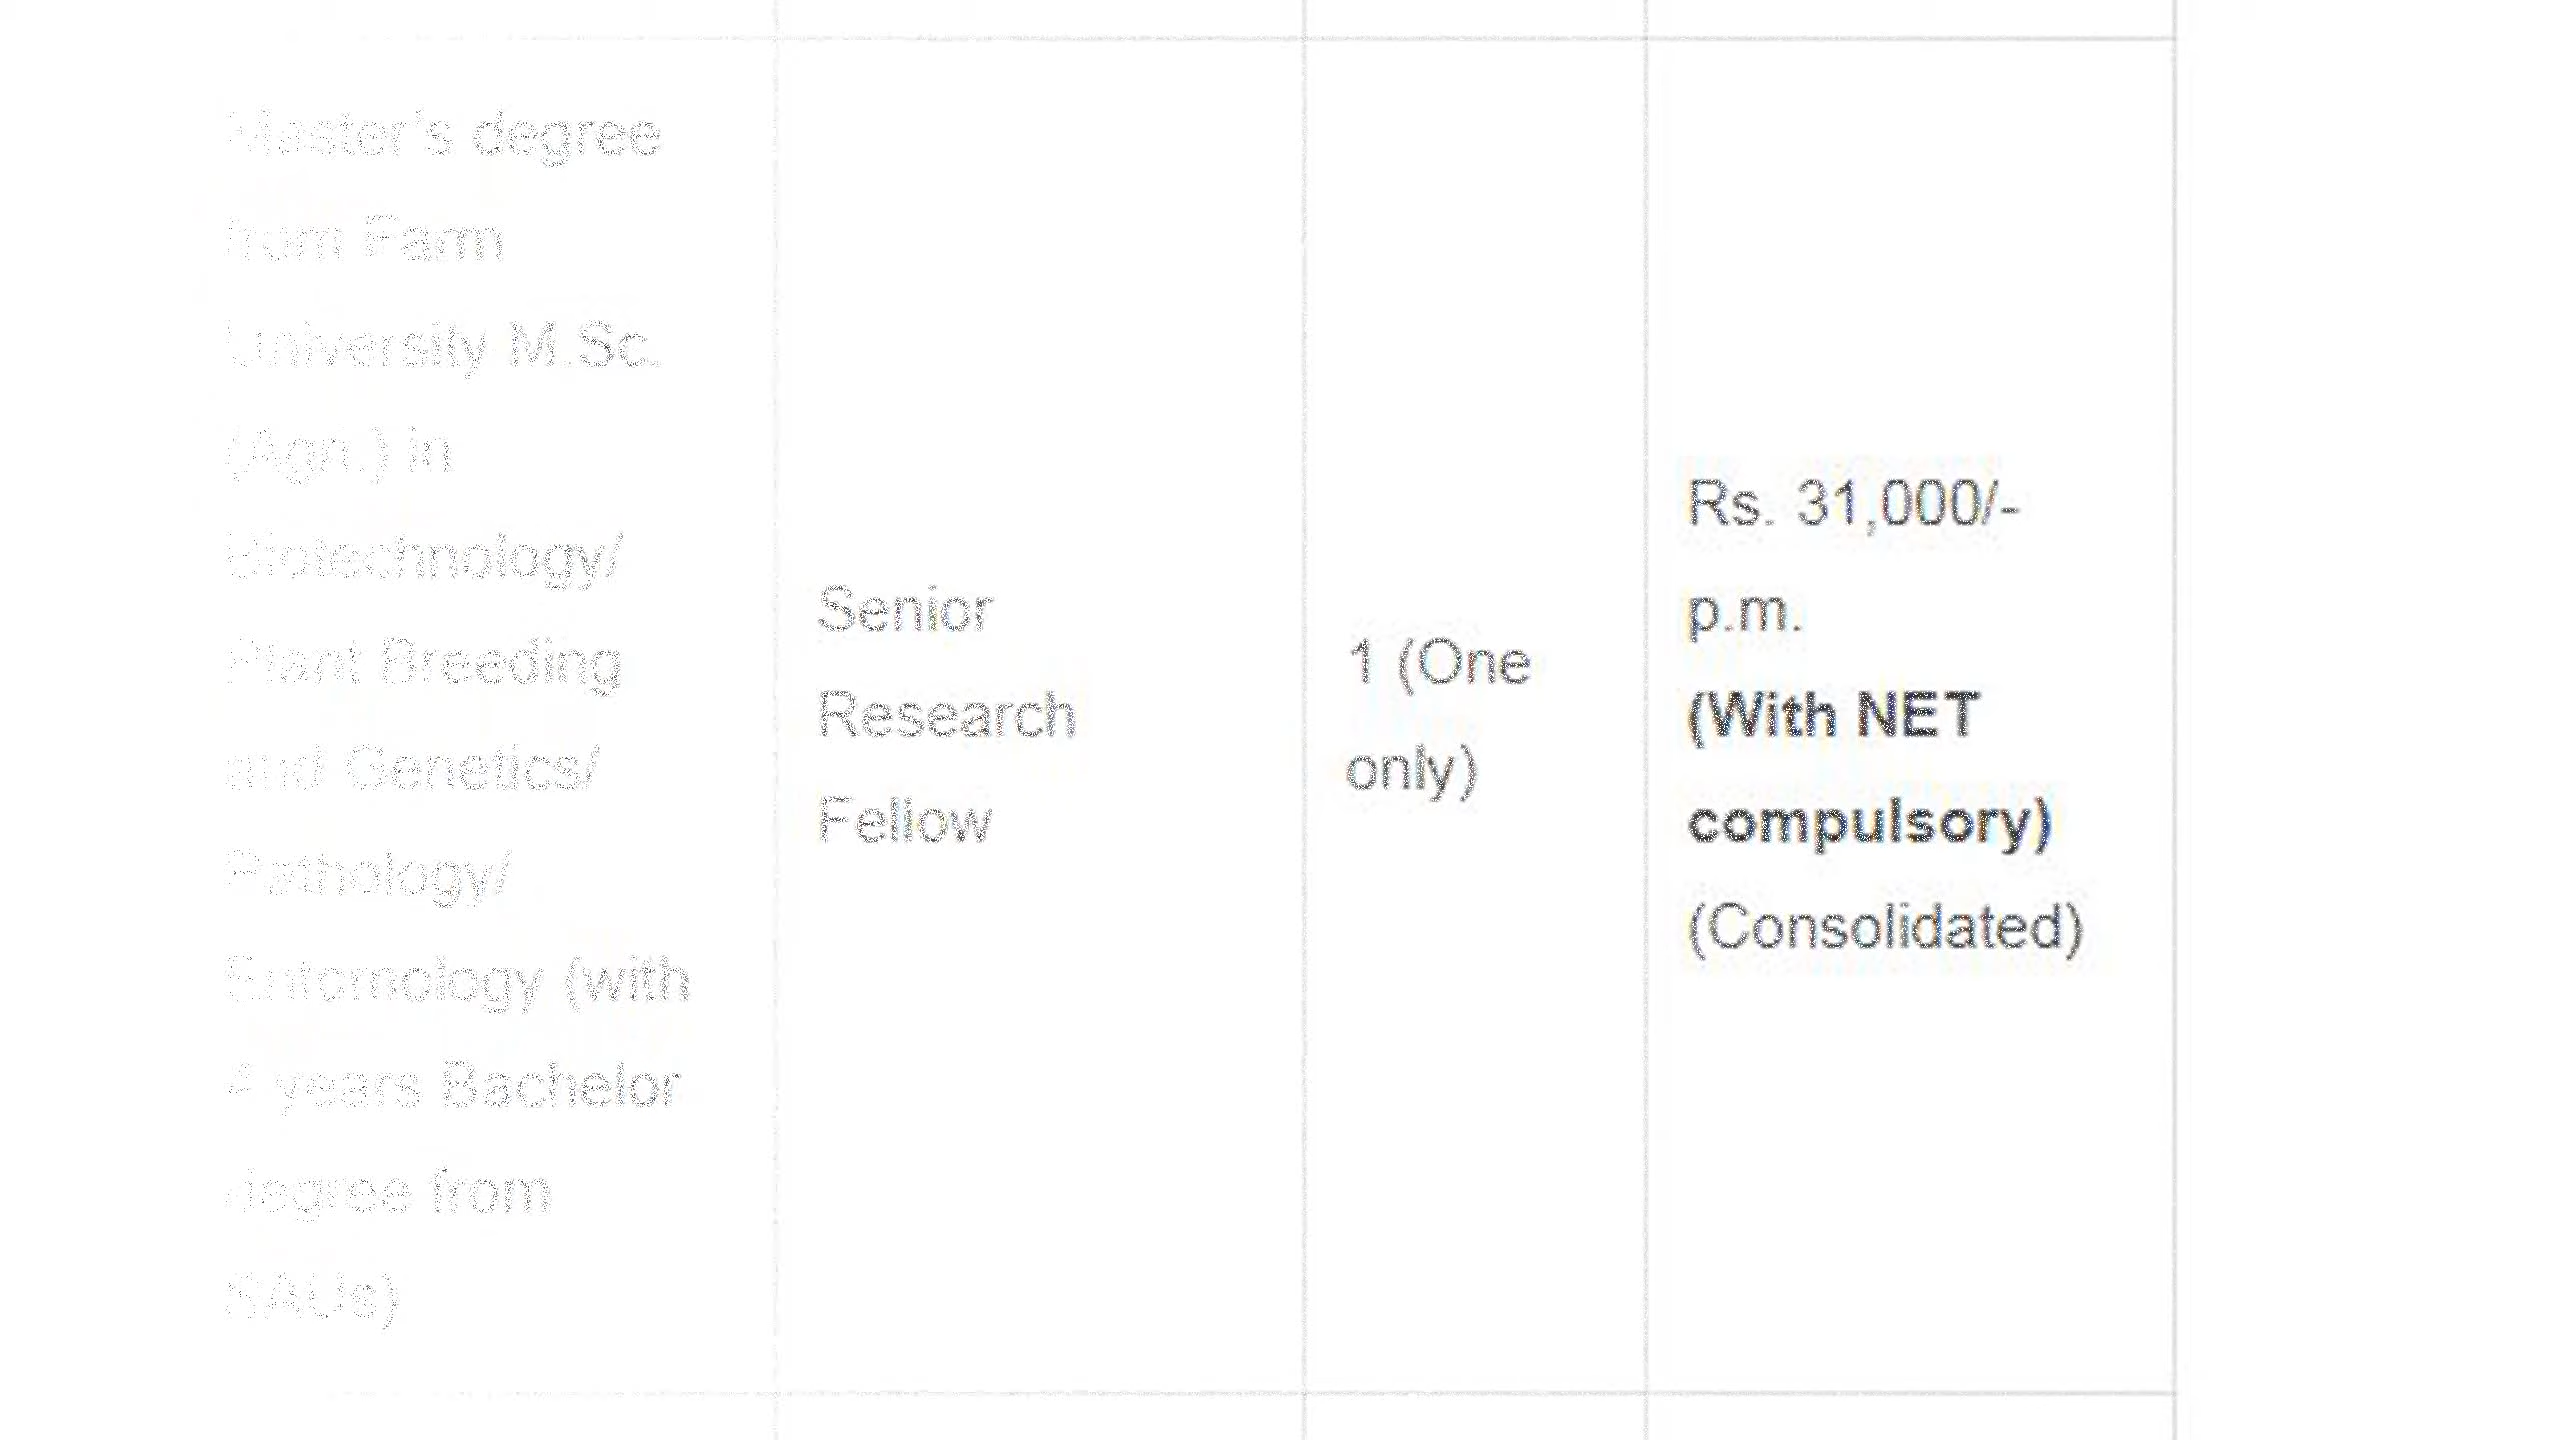 Master's degree
from Farm
University M.Sc.
(Agri.) in
Biotechnology/
Plant Breeding
and Genetics/
Pathology/
Entomology (with
4 years Bachelor
degree from
SAUs)
Senior
Research
Fellow
1 (One
only)
Rs. 31,000/-
p.m.
(With NET
compulsory)
(Consolidated)